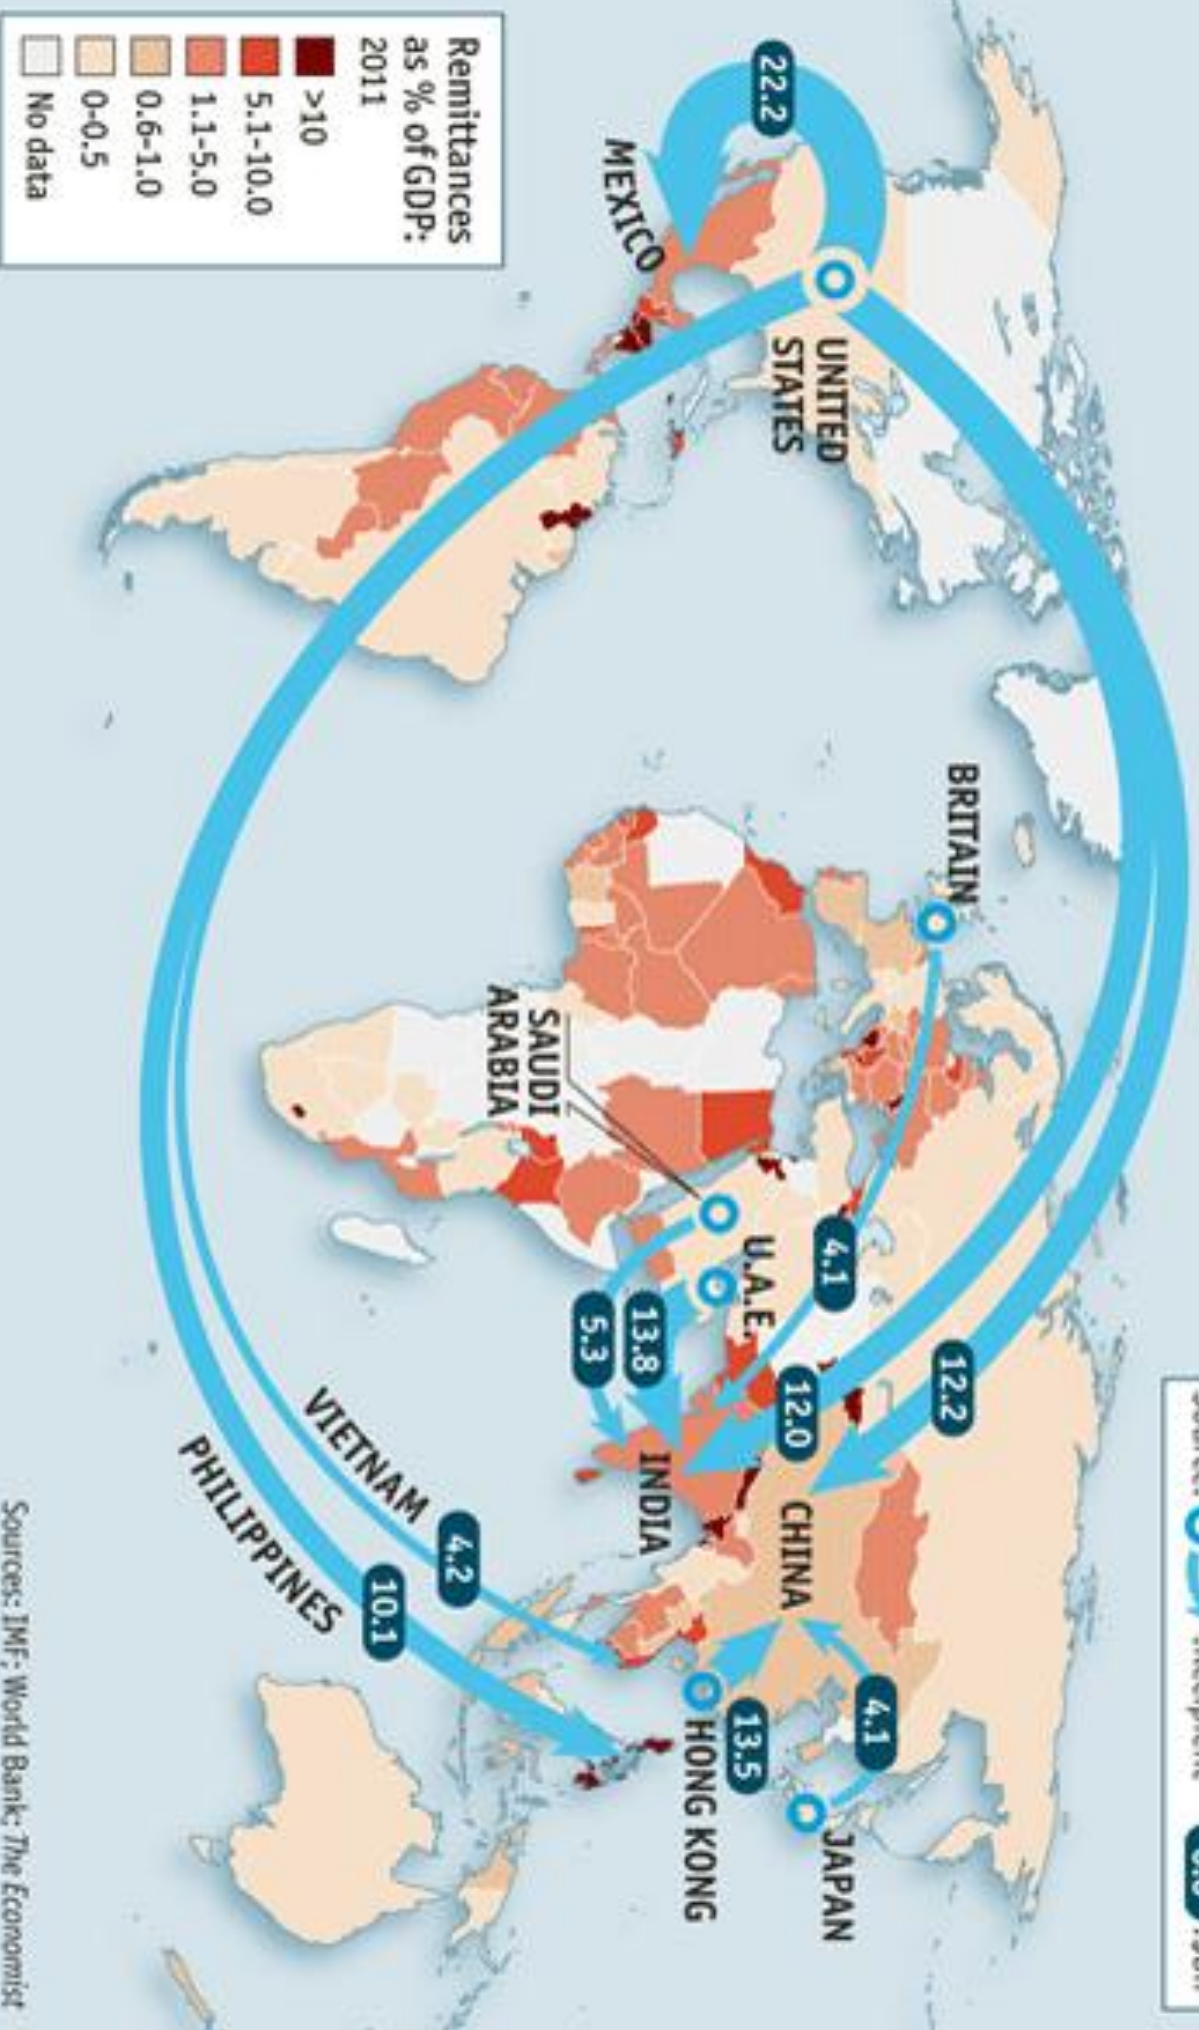 22.2
MEXICO
UNITED
STATES
BRITAIN
SAUDI
ARABIA
U.A.E.
4.1
13.8
5.3
12.0
12.2
INDIA
CHINA
4.1
13.5
HONG KONG
JAPAN
VIETNAM
4.2
PHILIPPINES
10.1
Remittances
as % of GDP:
2011
>10
5.1-10.0
1.1-5.0
0.6-1.0
0-0.5
No data
Sources: IMF; World Bank; The Economist